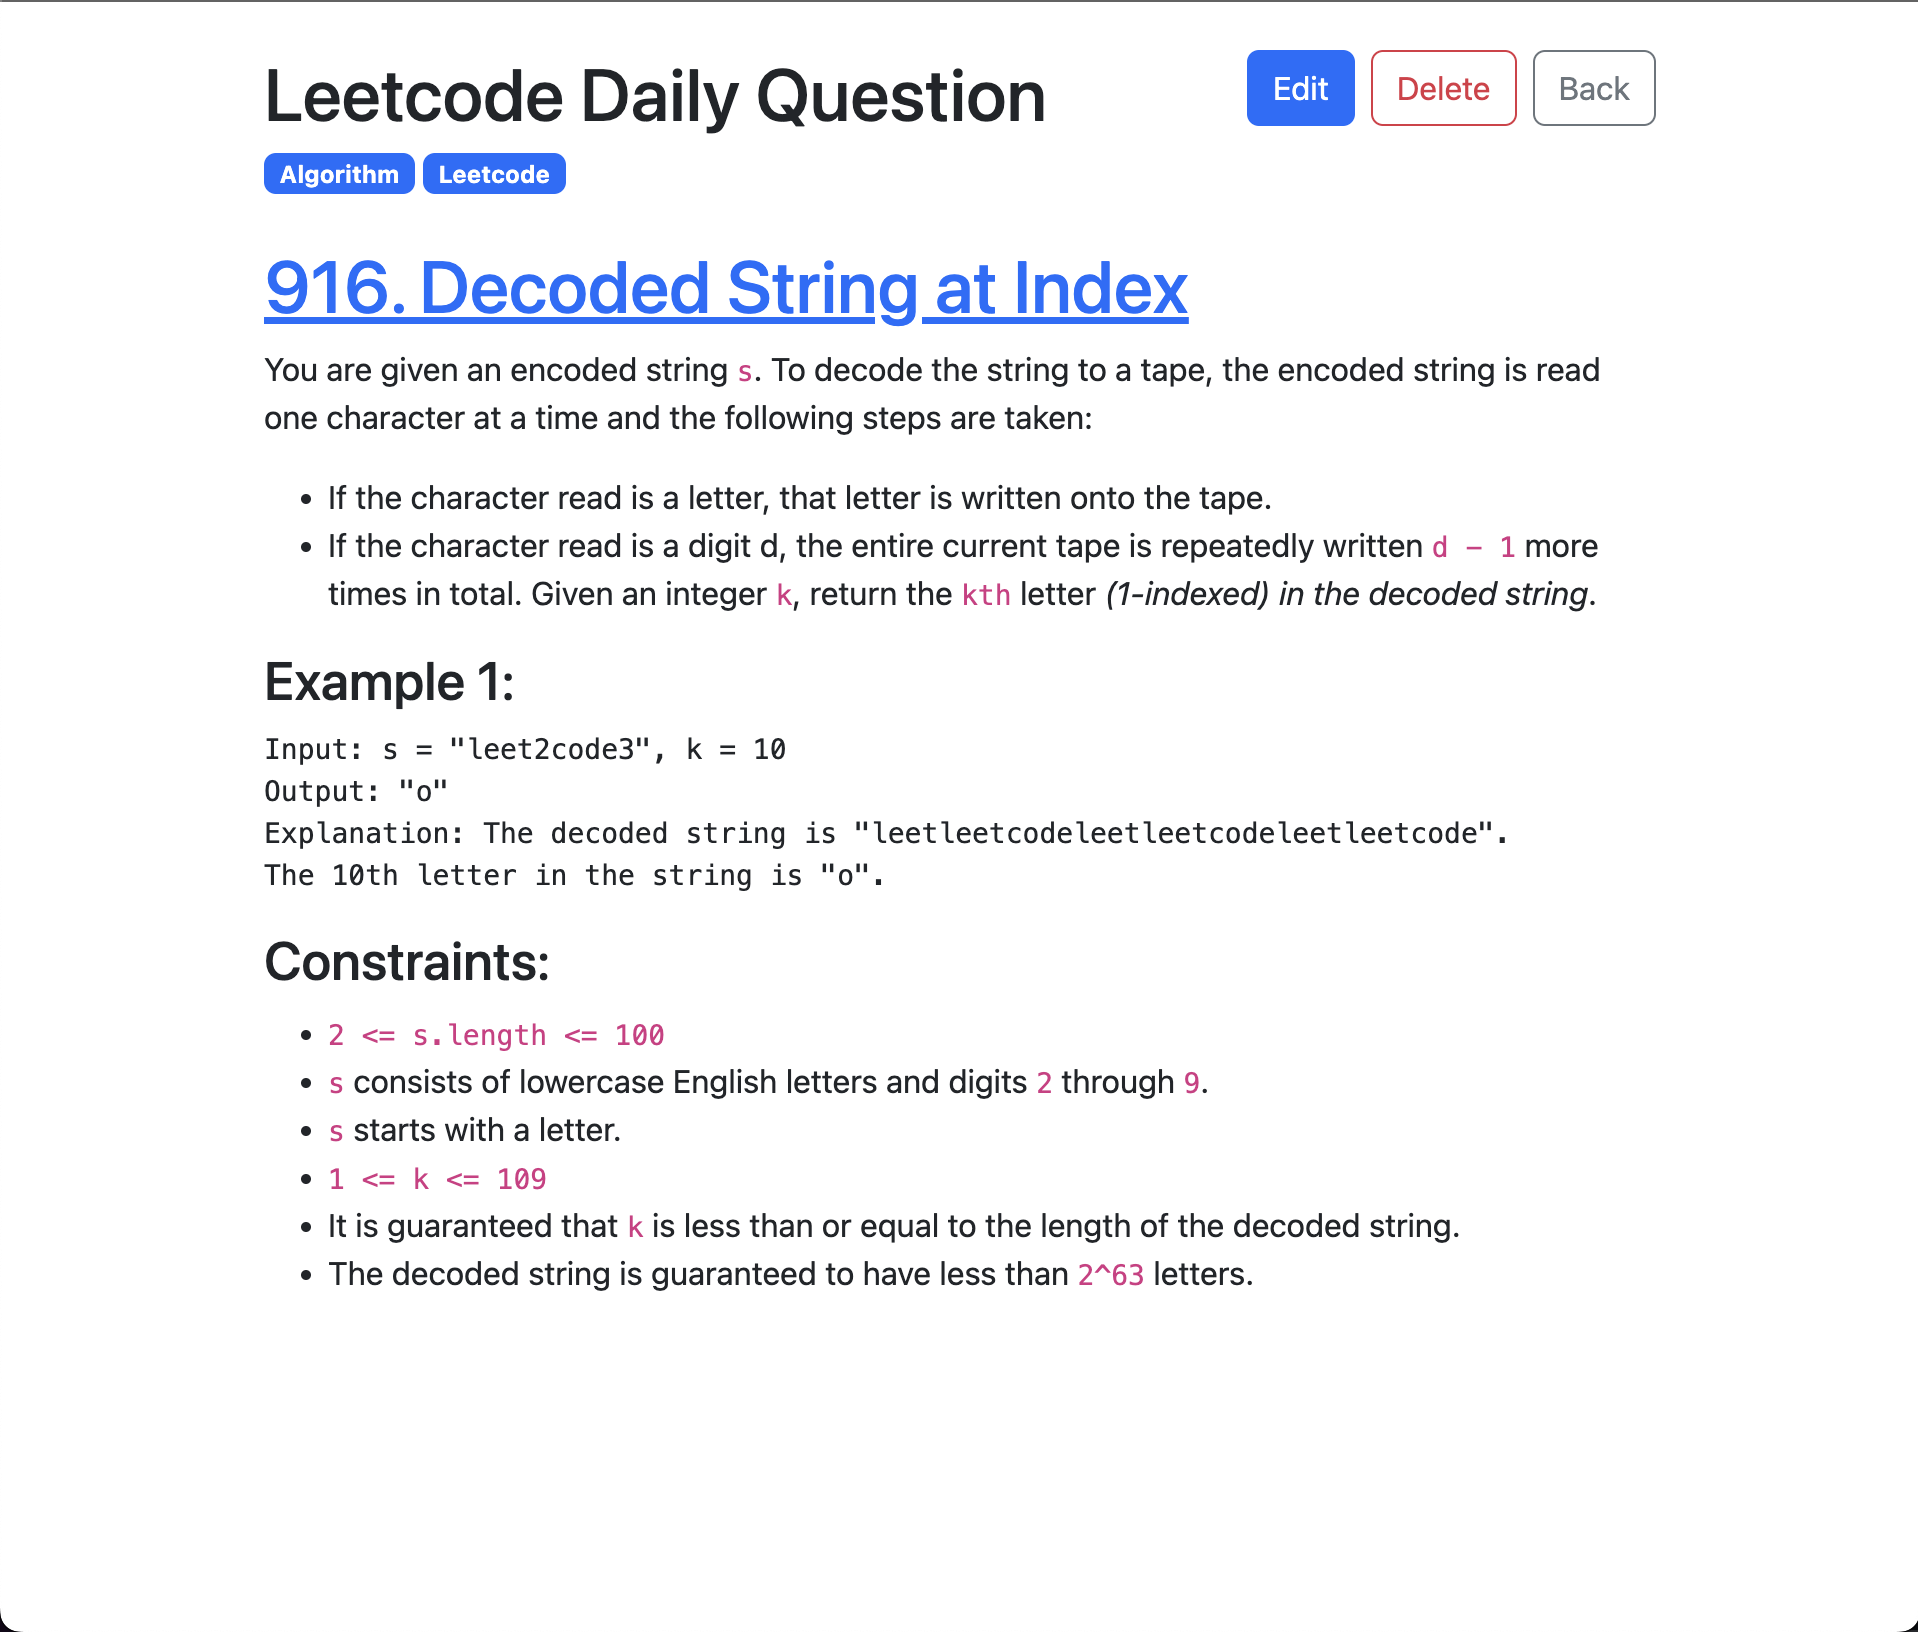 Leetcode Daily Question
Edit
Delete
Back
Algorithm
Leetcode
916. Decoded String at Index
You are given an encoded string s. To decode the string to a tape, the encoded string is read
one character at a time and the following steps are taken:
• If the character read is a letter, that letter is written onto the tape.
• If the character read is a digit d, the entire current tape is repeatedly written d - 1 more
times in total. Given an integer k, return the kth letter (1-indexed) in the decoded string.
Example 1:
Input: s = "leet2code3", k = 10
Output: "o"
Explanation: The decoded string is "leetleetcodeleetleetcodeleetleetcode".
The 10th letter in the string is "o".
Constraints:
• 2 <= s.length <= 100
• s consists of lowercase English letters and digits 2 through 9.
• s starts with a letter.
• 1 <= k <= 109
• It is guaranteed that k is less than or equal to the length of the decoded string.
• The decoded string is guaranteed to have less than 2^63 letters.